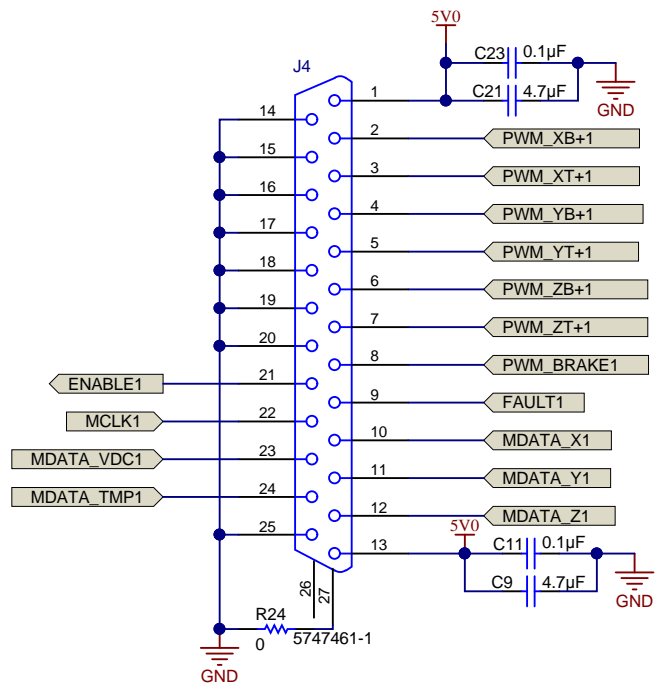 5V0
C23 0.1µF
J4
C21 4.7µF
GND
1
14
2 PWM_XB+1
15
3 PWM_XT+1
16
4 PWM_YB+1
17
5 PWM_YT+1
18
6 PWM_ZB+1
19
7 PWM_ZT+1
20
8 PWM_BRAKE1
ENABLE1 21
9 FAULT1
MCLK1 22
10 MDATA_X1
MDATA_VDC1 23
11 MDATA_Y1
MDATA_TMP1 24
12 MDATA_Z1
5V0
25
13
C11 0.1µF
C9 4.7µF
GND
26
27
R24
0
5747461-1
GND